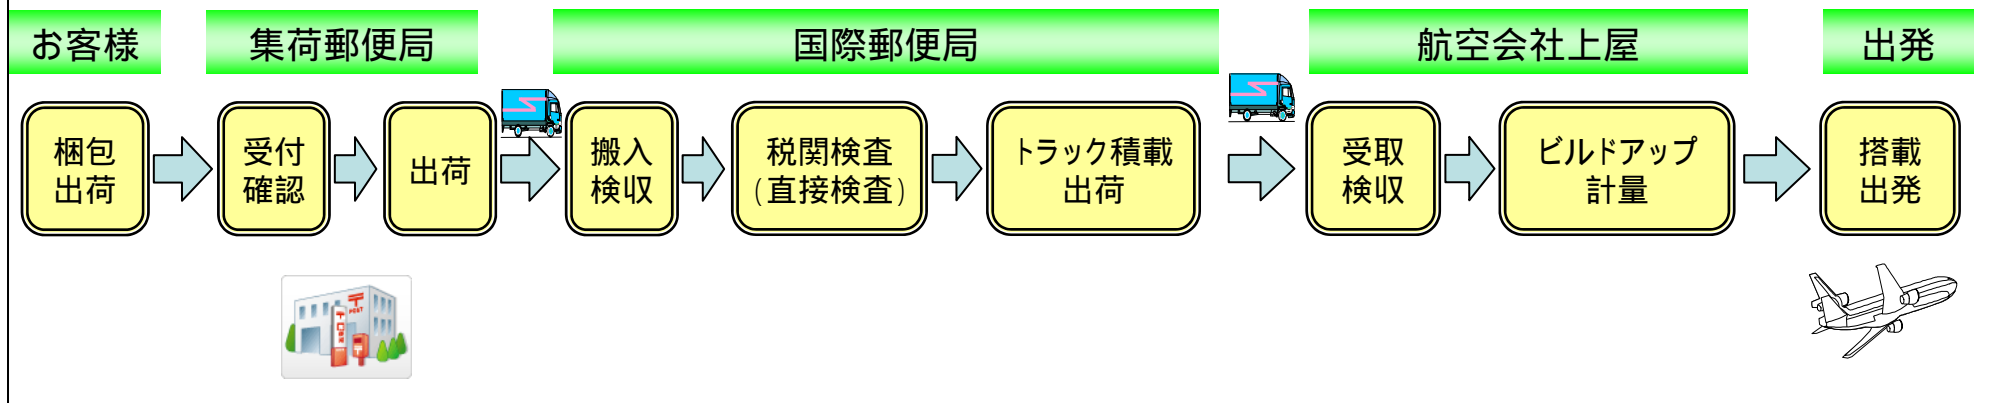 お客様
集荷郵便局
国際郵便局
航空会社上屋
出発
梱包
出荷
受付
確認
出荷
搬入
検収
税関検査
(直接検査)
トラック積載
出荷
受取
検収
ビルドアップ
計量
搭載
出発
〒
POST